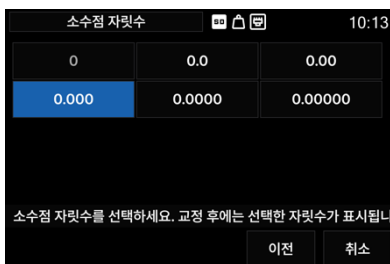 소수점 자릿수 SD 10:13
0 0.0 0.00
0.000 0.0000 0.00000
소수점 자릿수를 선택하세요. 교정 후에는 선택한 자릿수가 표시됩니
이전 취소